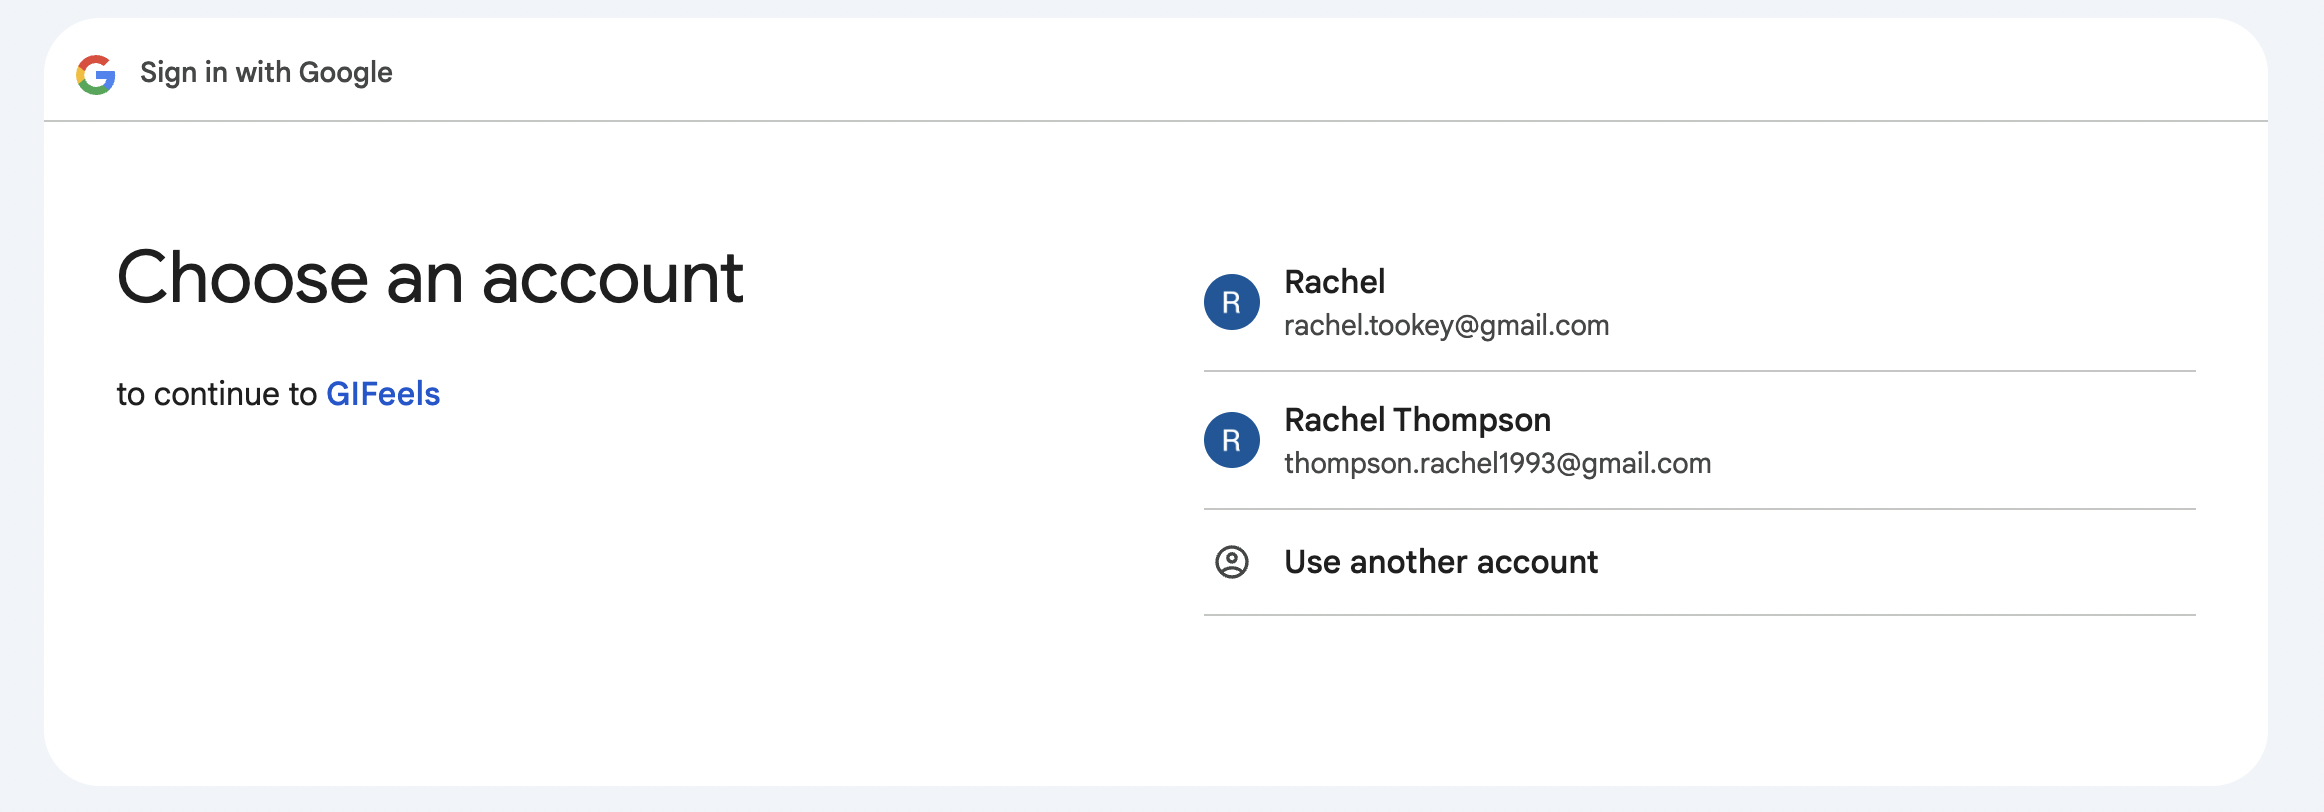 Sign in with Google
Choose an account
to continue to GIFeels
R
Rachel
rachel.tookey@gmail.com
R
Rachel Thompson
thompson.rachel1993@gmail.com
Use another account